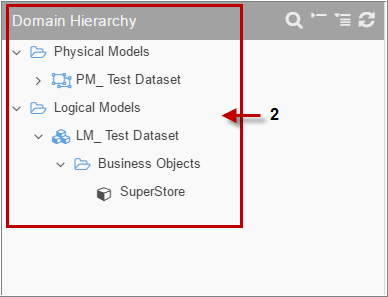 Domain Hierarchy
Physical Models
PM_ Test Dataset
Logical Models
2
LM_ Test Dataset
Business Objects
SuperStore